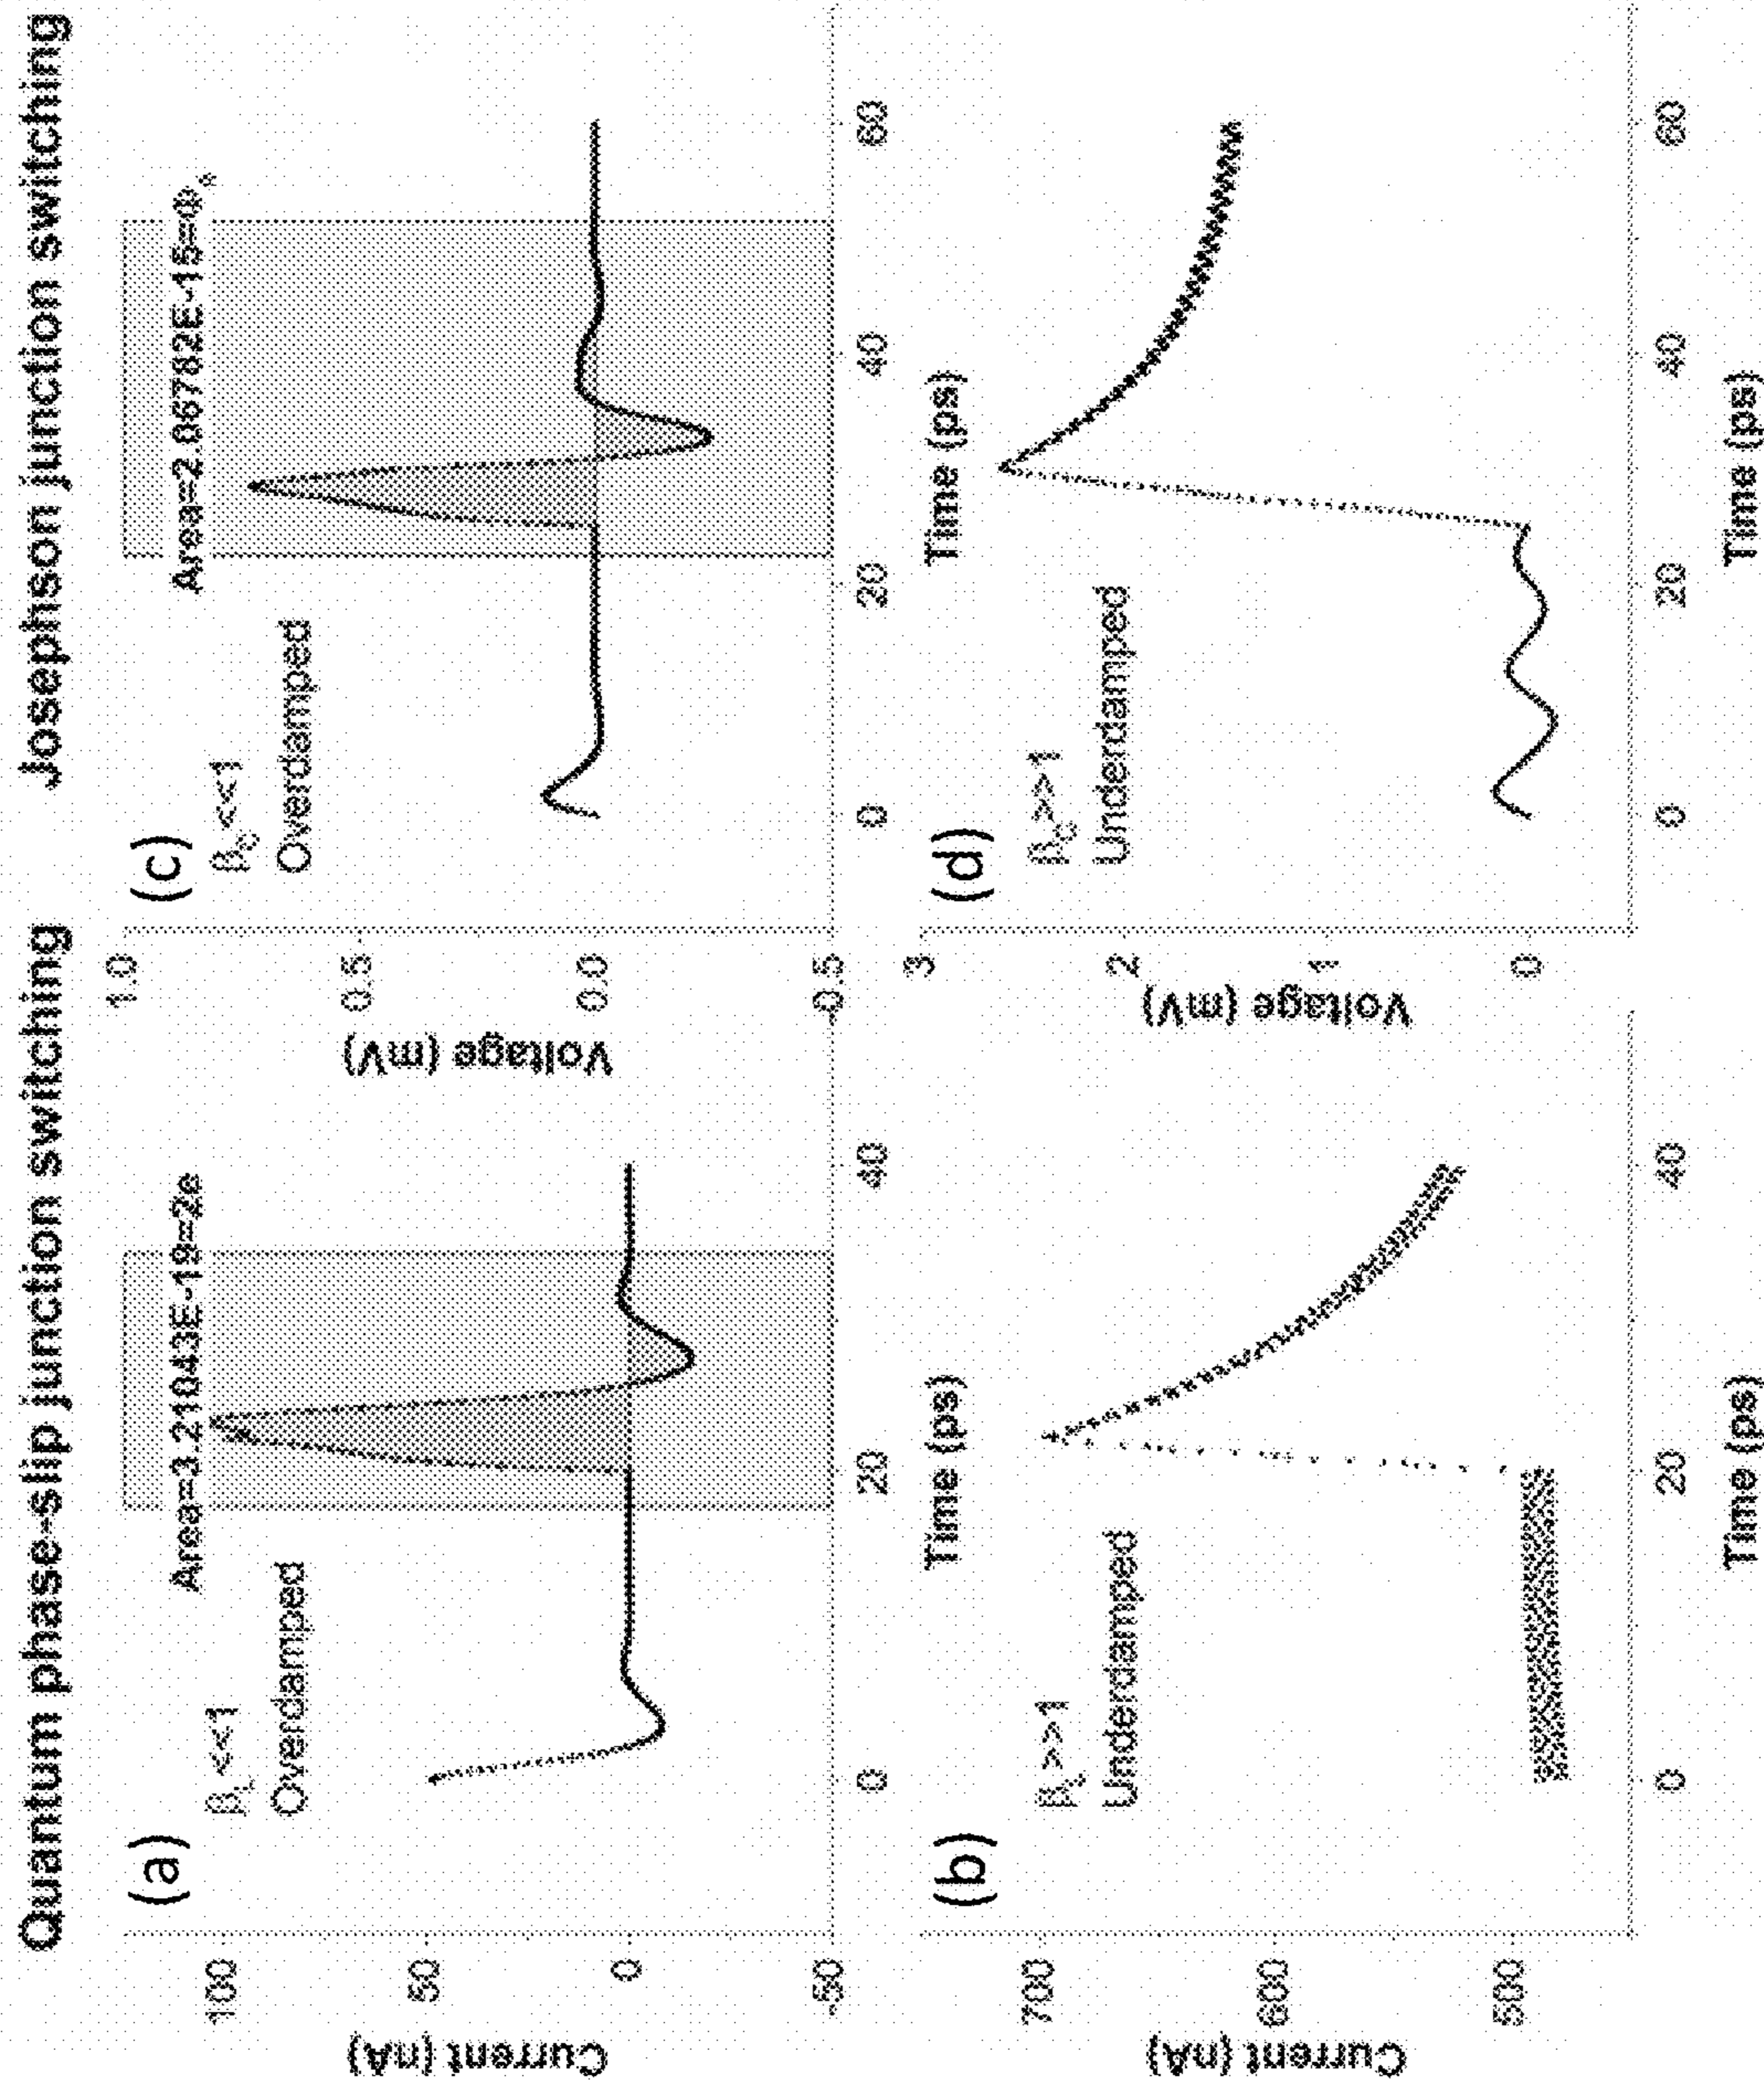 Quantum phase-slip junction switching
Josephson junction switching
(a)
β_L<<1
Overdamped
Area=3.21043E-19=2e
100
50
0
-50
Current (nA)
0
20
40
Time (ps)
(c)
β_C<<1
Overdamped
Area=2.06782E-15=Φ₀
1.0
0.5
0.0
-0.5
Voltage (mV)
0
20
40
60
Time (ps)
(b)
β_L>>1
Underdamped
700
600
500
Current (nA)
0
20
40
Time (ps)
(d)
β_C>>1
Underdamped
3
2
1
0
Voltage (mV)
0
20
40
60
Time (ps)